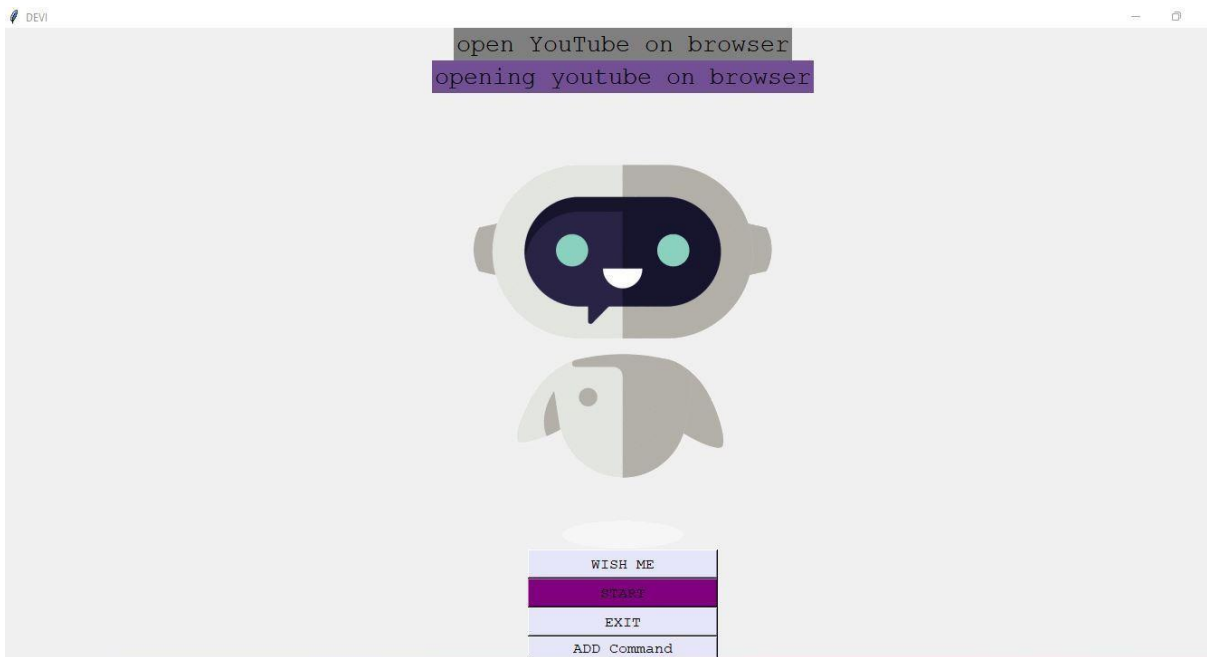 DEVI
open YouTube on browser
opening youtube on browser
WISH ME
START
EXIT
ADD Command